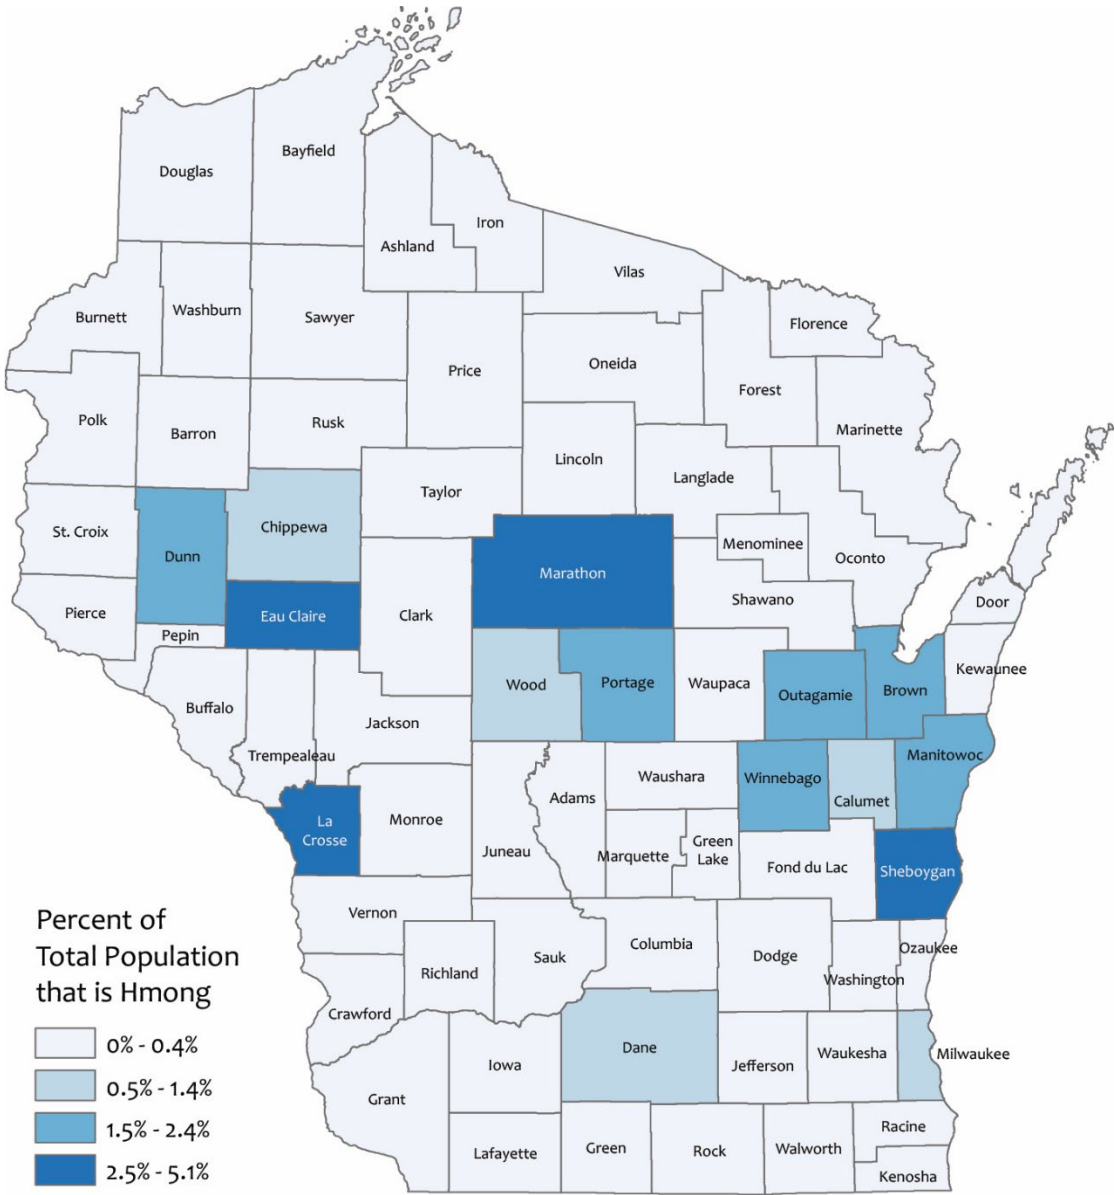 Bayfield
Douglas
Iron
Ashland
Vilas
Burnett
Washburn
Sawyer
Florence
Price
Oneida
Forest
Polk
Barron
Rusk
Marinette
Lincoln
Langlade
Taylor
St. Croix
Chippewa
Menominee
Dunn
Marathon
Oconto
Pierce
Eau Claire
Clark
Shawano
Door
Pepin
Kewaunee
Wood
Portage
Waupaca
Outagamie
Brown
Buffalo
Jackson
Trempealeau
Manitowoc
Waushara
Winnebago
Calumet
Adams
La
Crosse
Monroe
Juneau
Marquette
Green
Lake
Fond du Lac
Sheboygan
Vernon
Columbia
Dodge
Ozaukee
Sauk
Richland
Washington
Crawford
Dane
Waukesha
Milwaukee
Iowa
Jefferson
Grant
Racine
Lafayette
Green
Rock
Walworth
Kenosha
Percent of
Total Population
that is Hmong
0% - 0.4%
0.5% - 1.4%
1.5% - 2.4%
2.5% - 5.1%